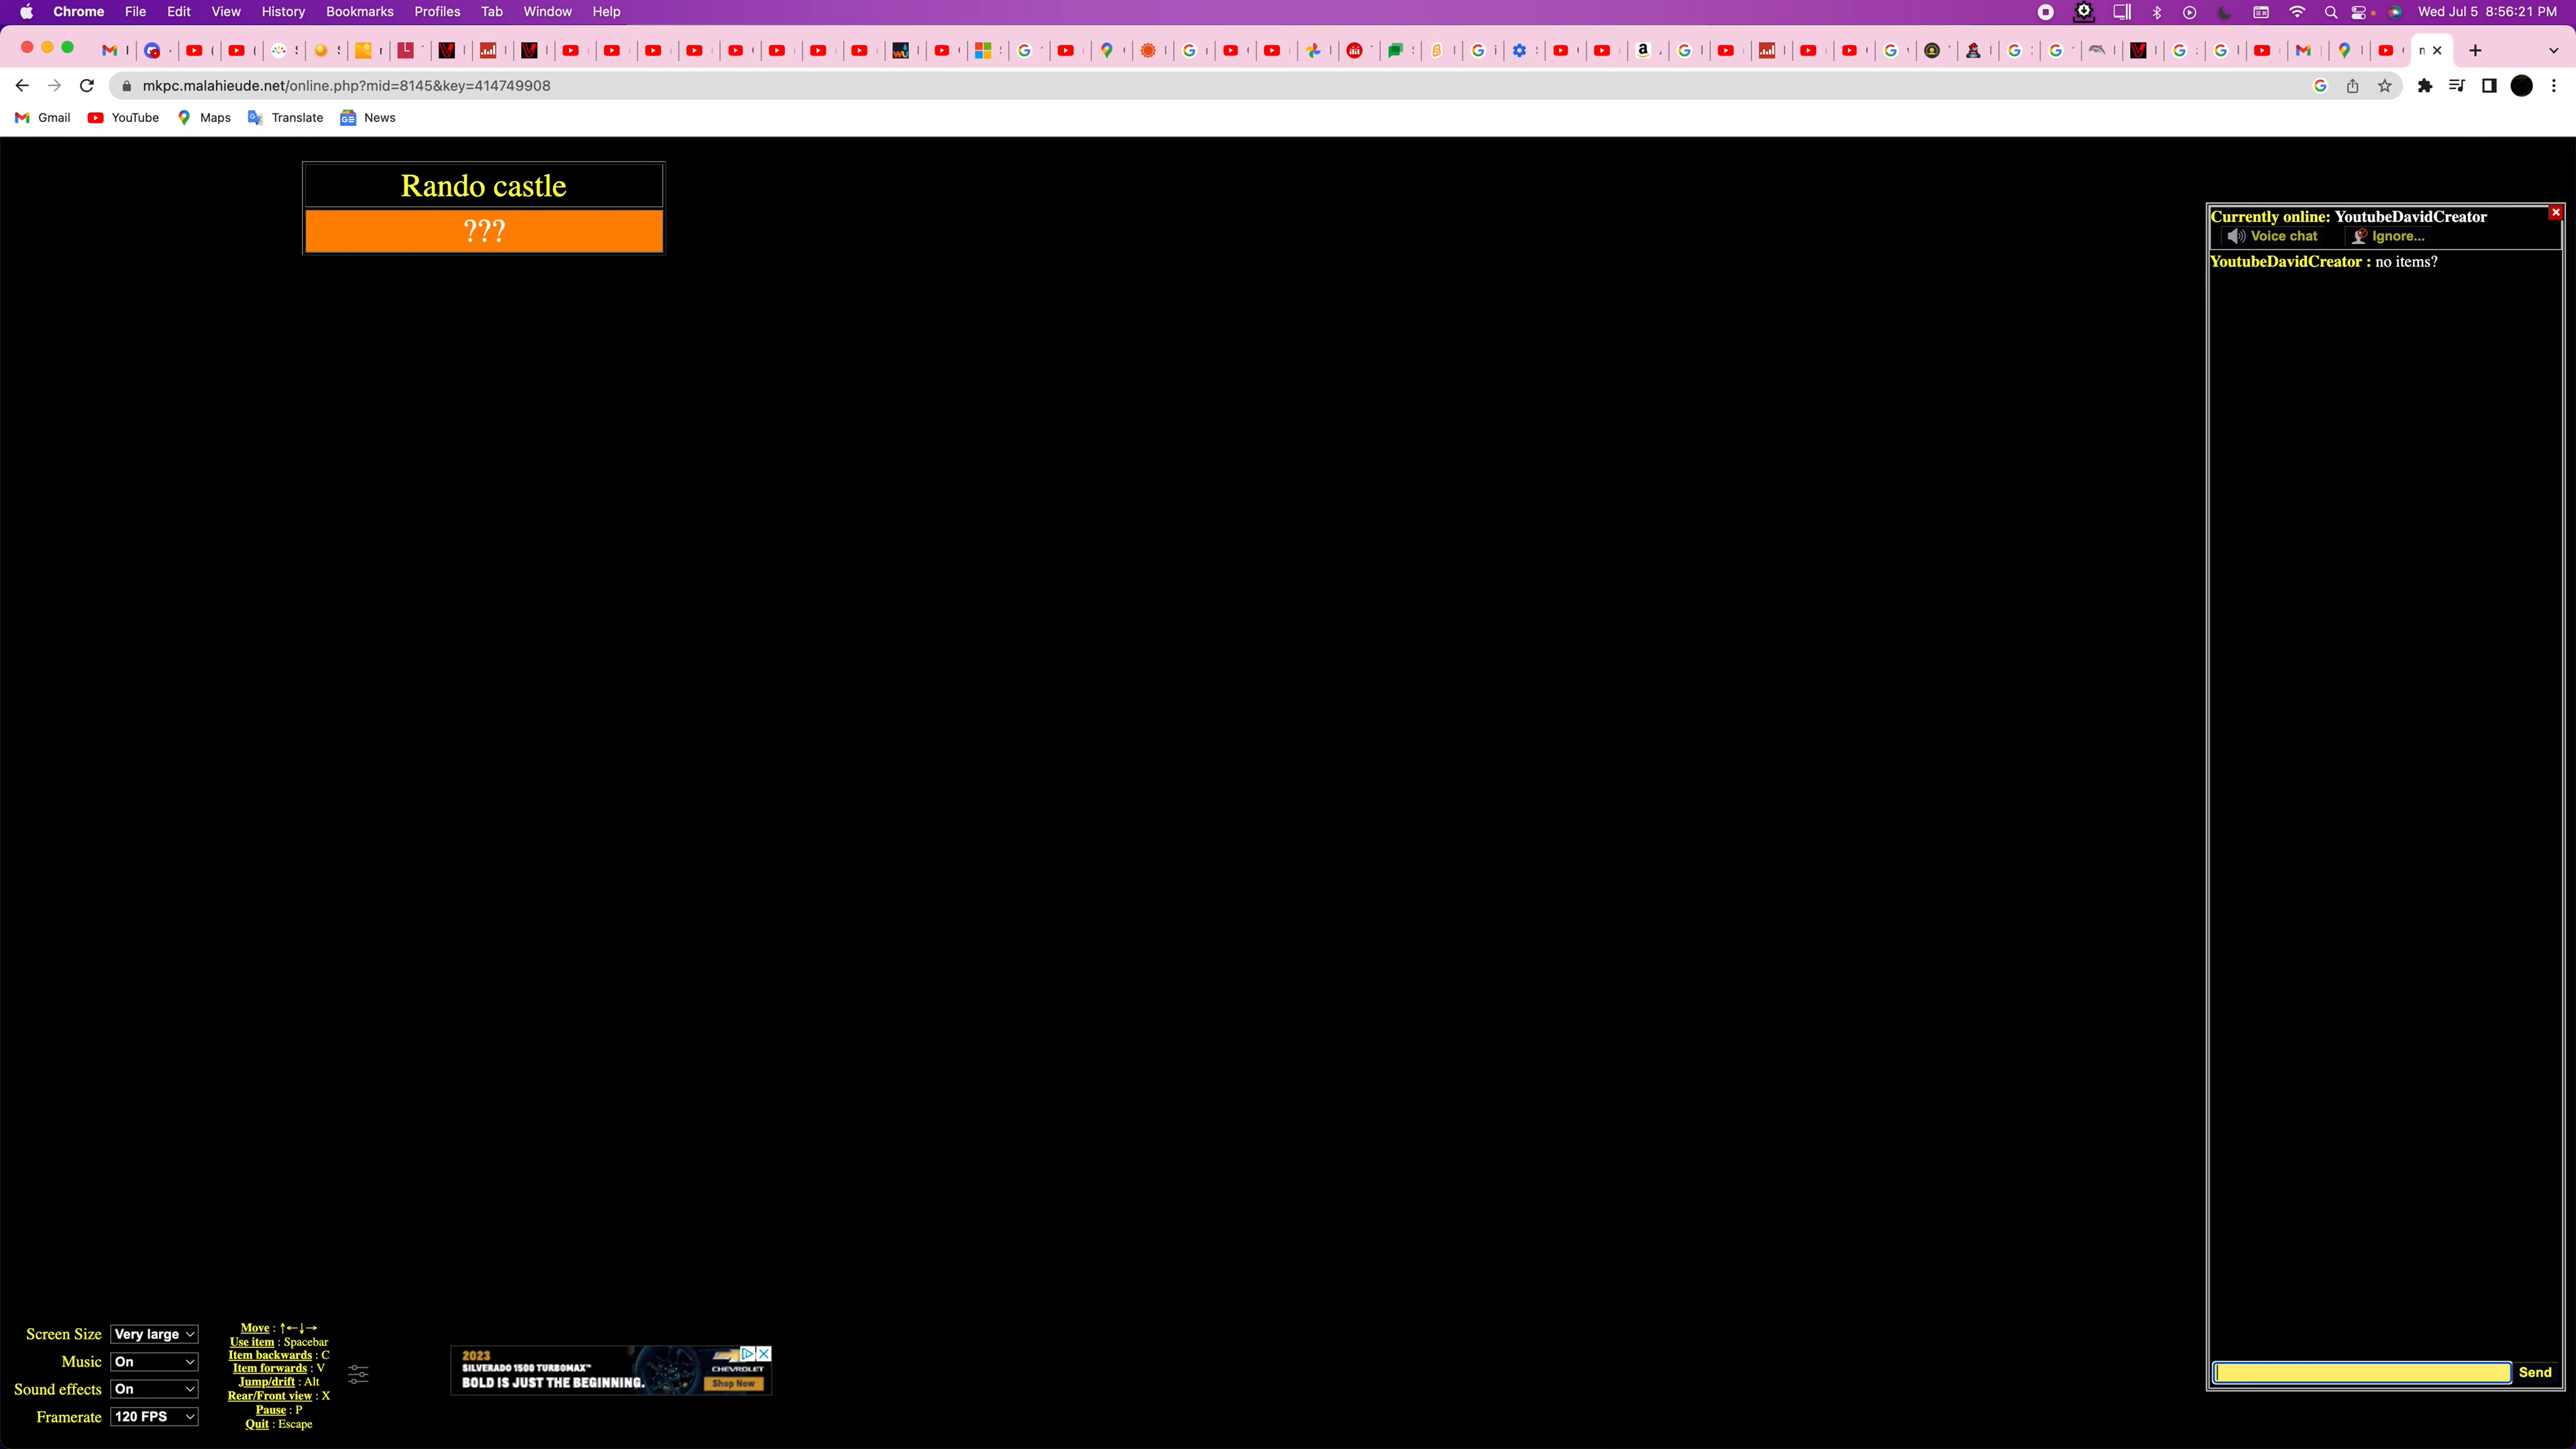 Chrome File Edit View History Bookmarks Profiles Tab Window Help Wed Jul 5 8:56:21 PM
mkpc.malahieude.net/online.php?mid=8145&key=414749908
Gmail YouTube Maps Translate News
Rando castle
???
Currently online: YoutubeDavidCreator
Voice chat Ignore...
YoutubeDavidCreator : no items?
Screen Size Very large
Music On
Sound effects On
Framerate 120 FPS
Move : ↑←↓→
Use item : Spacebar
Item backwards : C
Item forwards : V
Jump/drift : Alt
Rear/Front view : X
Pause : P
Quit : Escape
2023
SILVERADO 1500 TURBOMAX™
BOLD IS JUST THE BEGINNING.
CHEVROLET
Shop Now
Send